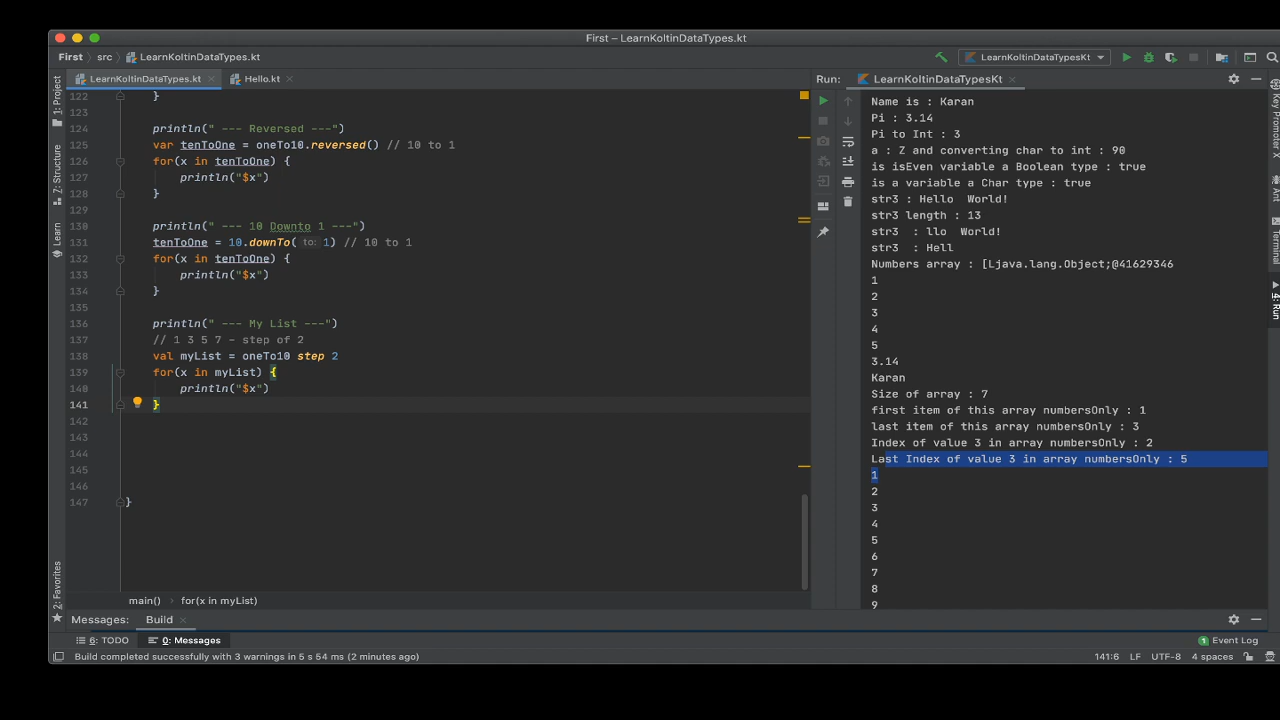 First – LearnKoltinDataTypes.kt
First src LearnKoltinDataTypes.kt LearnKoltinDataTypesKt
LearnKoltinDataTypes.kt Hello.kt
122 }
123
124 println(" --- Reversed ---")
125 var tenToOne = oneTo10.reversed() // 10 to 1
126 for(x in tenToOne) {
127 println("$x")
128 }
129
130 println(" --- 10 Downto 1 ---")
131 tenToOne = 10.downTo( to: 1) // 10 to 1
132 for(x in tenToOne) {
133 println("$x")
134 }
135
136 println(" --- My List ---")
137 // 1 3 5 7 - step of 2
138 val myList = oneTo10 step 2
139 for(x in myList) {
140 println("$x")
141 }
142
143
144
145
146
147 }
main() for(x in myList)
Run: LearnKoltinDataTypesKt
Name is : Karan
Pi : 3.14
Pi to Int : 3
a : Z and converting char to int : 90
is isEven variable a Boolean type : true
is a variable a Char type : true
str3 : Hello  World!
str3 length : 13
str3  : llo  World!
str3  : Hell
Numbers array : [Ljava.lang.Object;@41629346
1
2
3
4
5
3.14
Karan
Size of array : 7
first item of this array numbersOnly : 1
last item of this array numbersOnly : 3
Index of value 3 in array numbersOnly : 2
Last Index of value 3 in array numbersOnly : 5
1
2
3
4
5
6
7
8
9
1: Project
7: Structure
Learn
2: Favorites
Key Promoter X
Ant
Terminal
4: Run
Messages: Build
6: TODO 0: Messages 1 Event Log
Build completed successfully with 3 warnings in 5 s 54 ms (2 minutes ago) 141:6 LF UTF-8 4 spaces